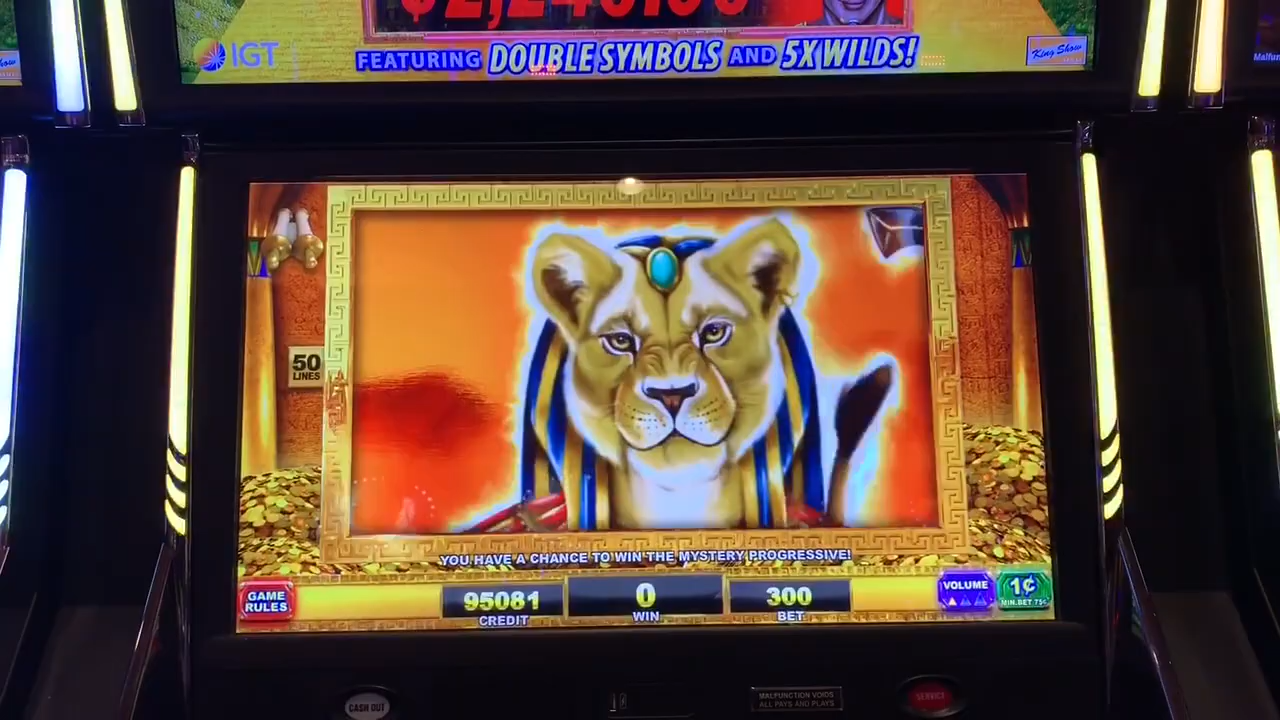 IGT
FEATURING DOUBLE SYMBOLS AND 5X WILDS!
King Show
50
LINES
YOU HAVE A CHANCE TO WIN THE MYSTERY PROGRESSIVE!
GAME
RULES
95081
CREDIT
0
WIN
300
BET
VOLUME
1¢
MIN.BET 75¢
CASH OUT
MALFUNCTION VOIDS
ALL PAYS AND PLAYS
SERVICE